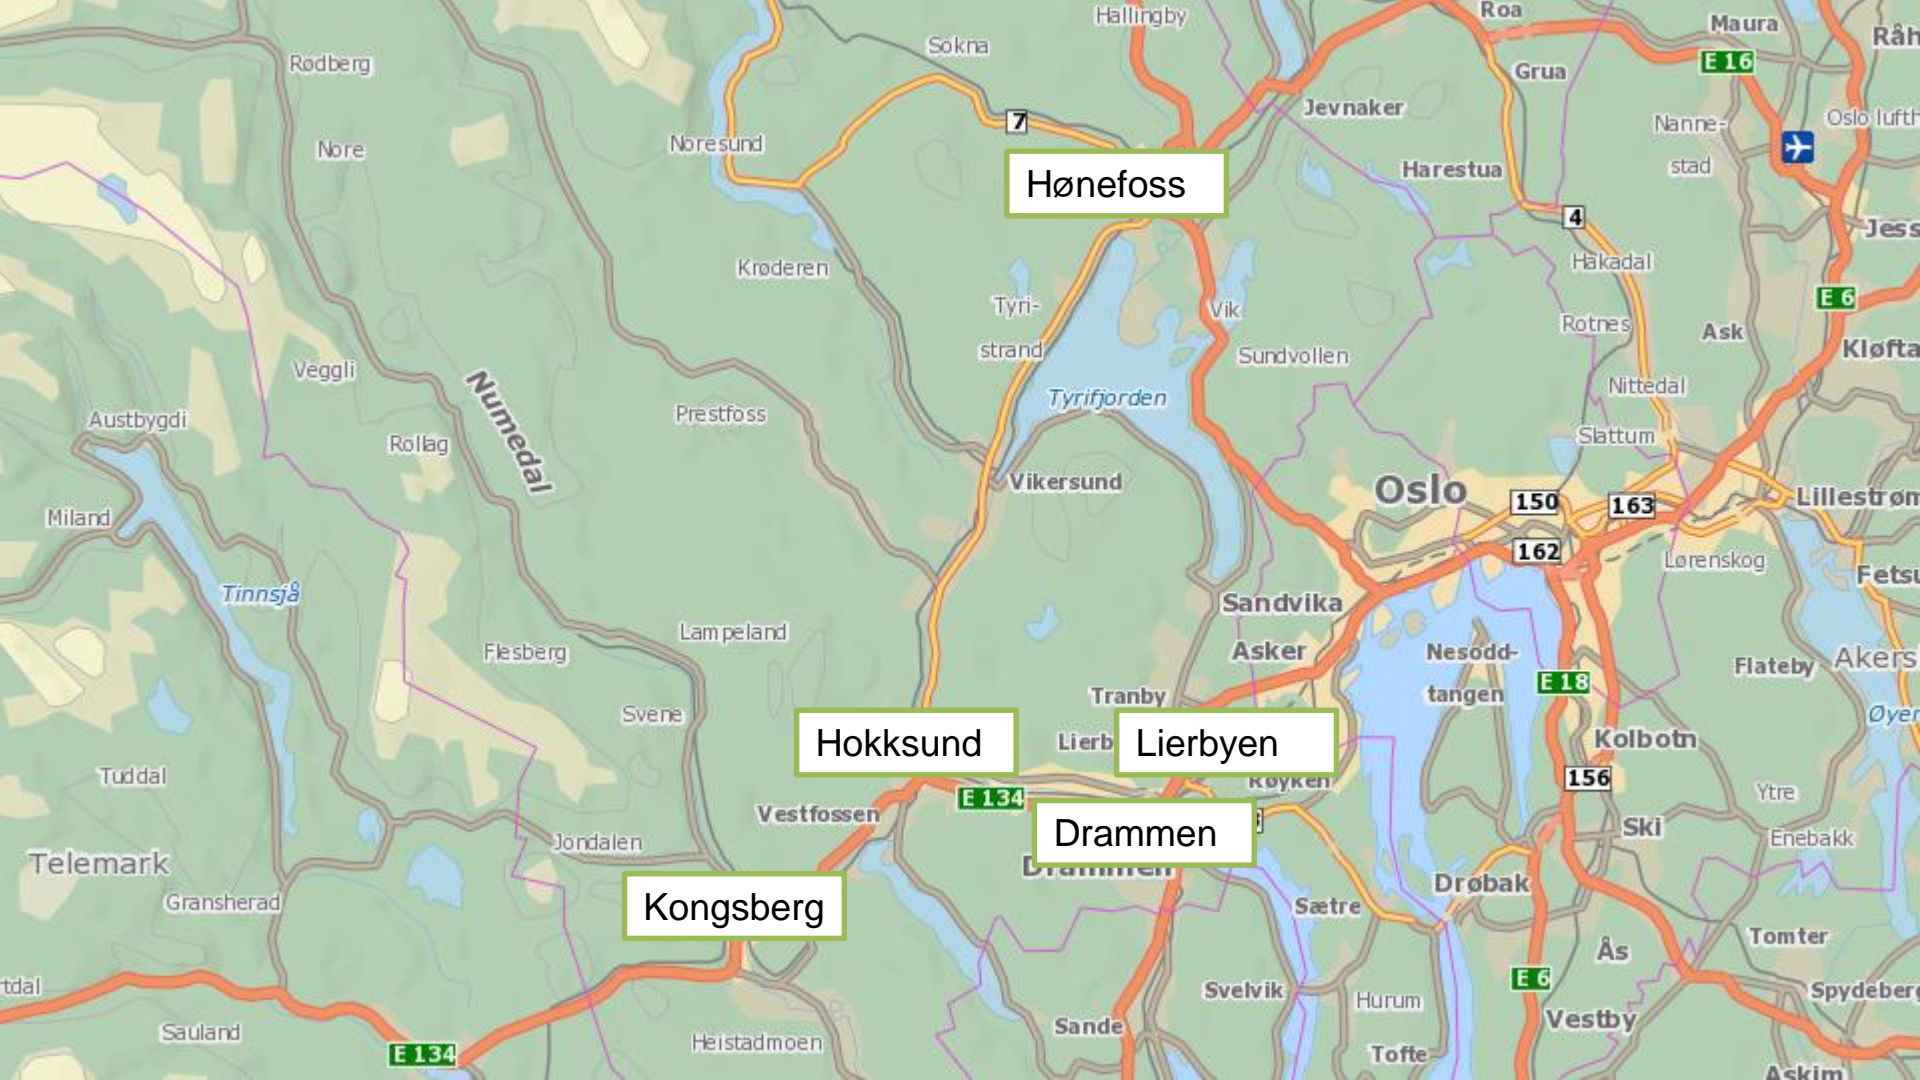 Hallingby
Roa
Maura
Råh
Sokna
Rødberg
E 16
Grua
Jevnaker
7
Nanne-
stad
Oslo lufth
Noresund
Nore
Harestua
Hønefoss
4
Jess
Hakadal
Krøderen
E 6
Tyri-
strand
Vik
Rotnes
Ask
Kløfta
Sundvollen
Veggli
Nittedal
Tyrifjorden
Numedal
Prestfoss
Austbygdi
Rollag
Slattum
Vikersund
Oslo
150
163
Lillestrøm
Miland
162
Lørenskog
Fetsu
Tinnsjå
Sandvika
Lampeland
Flesberg
Asker
Nesodd-
tangen
Flateby
Akers
E 18
Tranby
Svene
Øyer
Hokksund
Lierb
Lierbyen
Kolbotn
Tuddal
Røyken
156
E 134
Ytre
Enebakk
Vestfossen
Ski
Drammen
Jondalen
Drammen
Telemark
Drøbak
Gransherad
Kongsberg
Sætre
Tomter
Ås
rtdal
E 6
Svelvik
Hurum
Spydeberg
Sauland
Sande
Vestby
Heistadmoen
E 134
Tofte
Askim